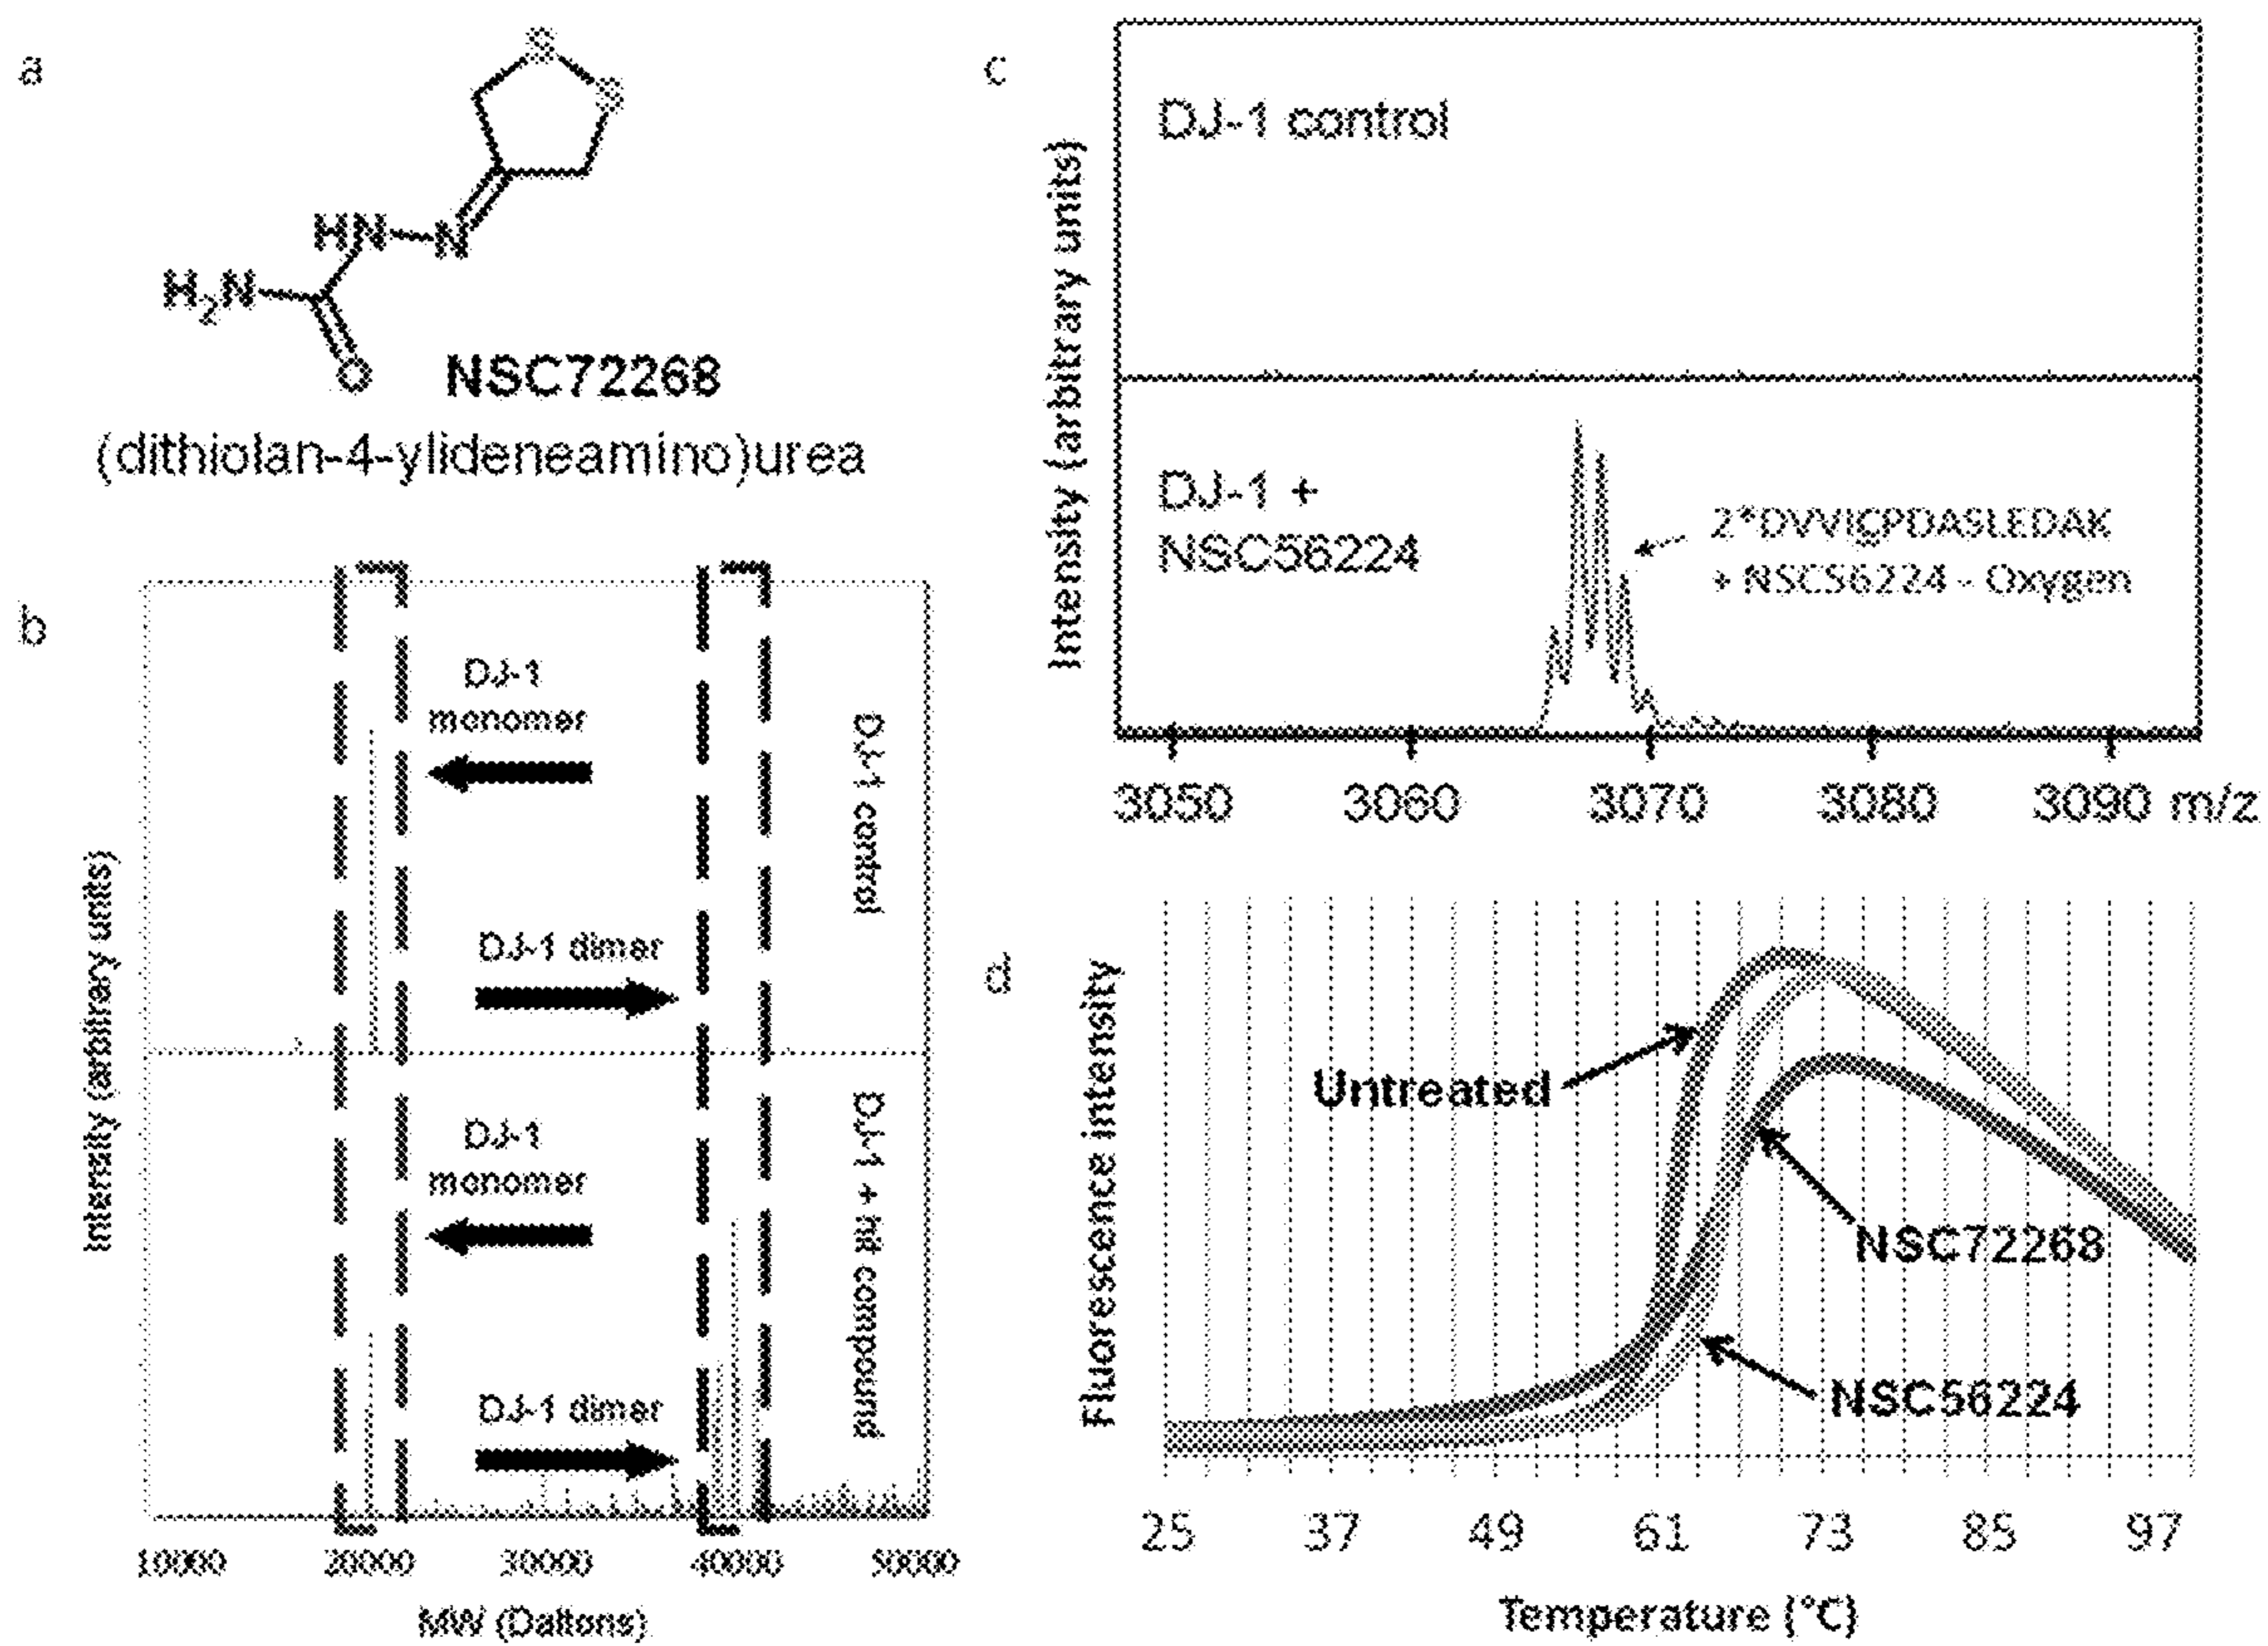 a
S
S
HN
N
H2N
O
NSC72268
(dithiolan-4-ylideneamino)urea
b
Intensity (arbitrary units)
DJ-1
monomer
DJ-1 dimer
DJ-1 control
DJ-1
monomer
DJ-1 dimer
DJ-1 + hit compound
10000 20000 30000 40000 50000
MW (Daltons)
c
Intensity (arbitrary units)
DJ-1 control
DJ-1 +
NSC56224
2*DVVICPDASLEDAK
+ NSC56224 - Oxygen
3050 3060 3070 3080 3090 m/z
d
Fluorescence intensity
Untreated
NSC72268
NSC56224
25 37 49 61 73 85 97
Temperature (°C)